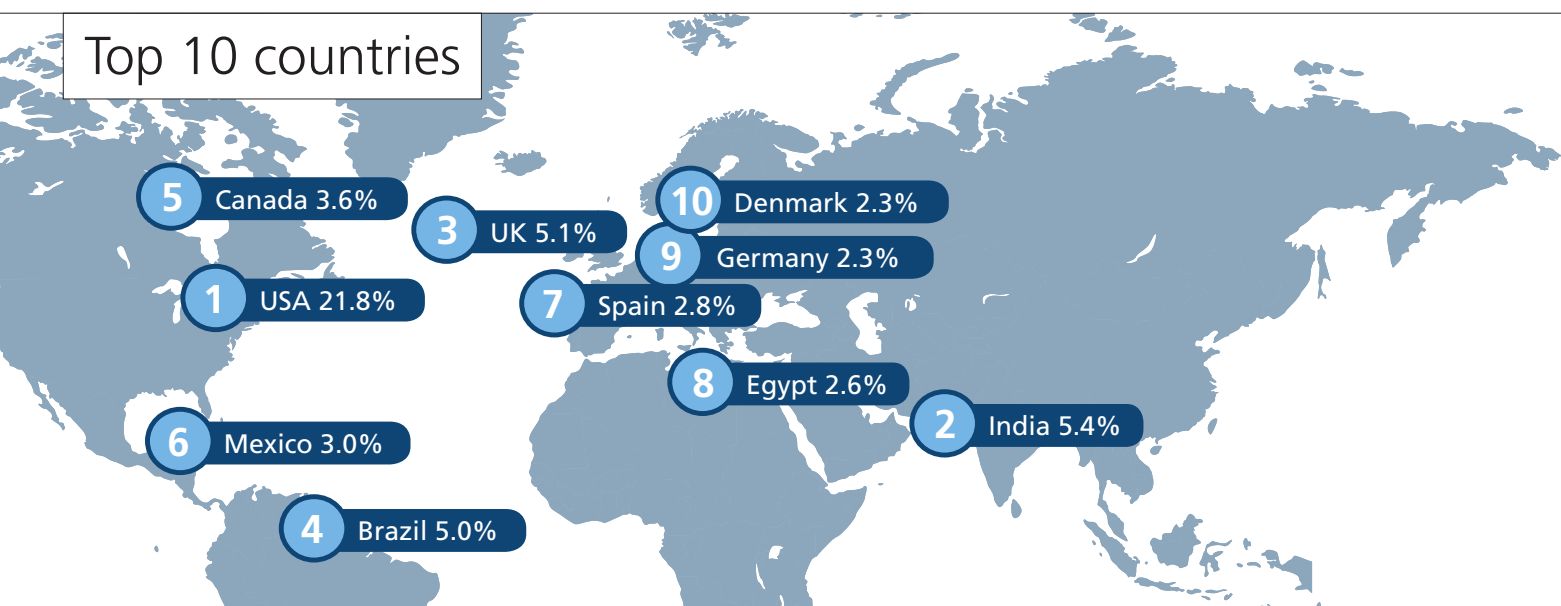 Top 10 countries
5 Canada 3.6%
10 Denmark 2.3%
3 UK 5.1%
9 Germany 2.3%
1 USA 21.8%
7 Spain 2.8%
8 Egypt 2.6%
2 India 5.4%
6 Mexico 3.0%
4 Brazil 5.0%